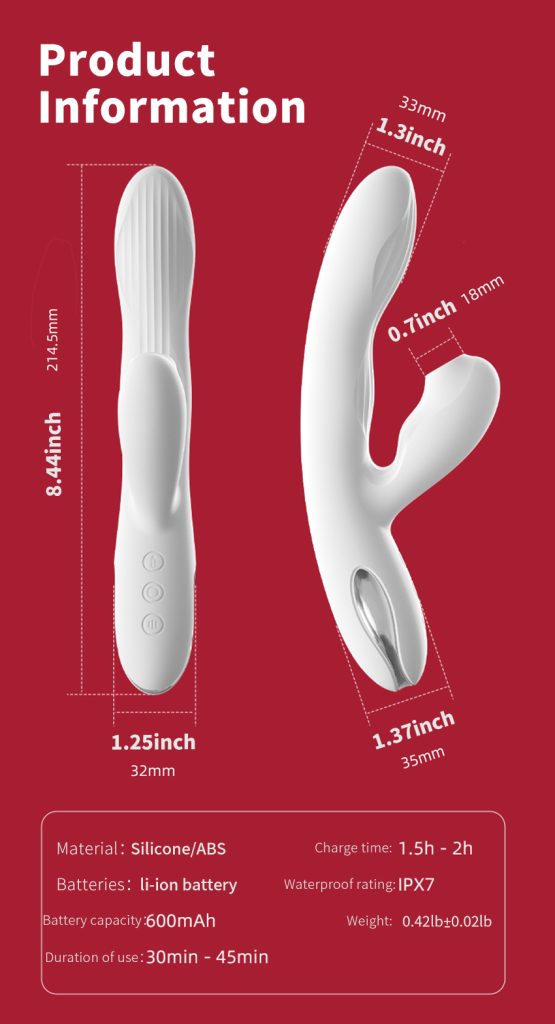 Product
Information
33mm
1.3inch
0.7inch 18mm
214.5mm
8.44inch
1.25inch
32mm
1.37inch
35mm
Material: Silicone/ABS
Charge time: 1.5h - 2h
Batteries: li-ion battery
Waterproof rating: IPX7
Battery capacity: 600mAh
Weight: 0.42lb±0.02lb
Duration of use: 30min - 45min